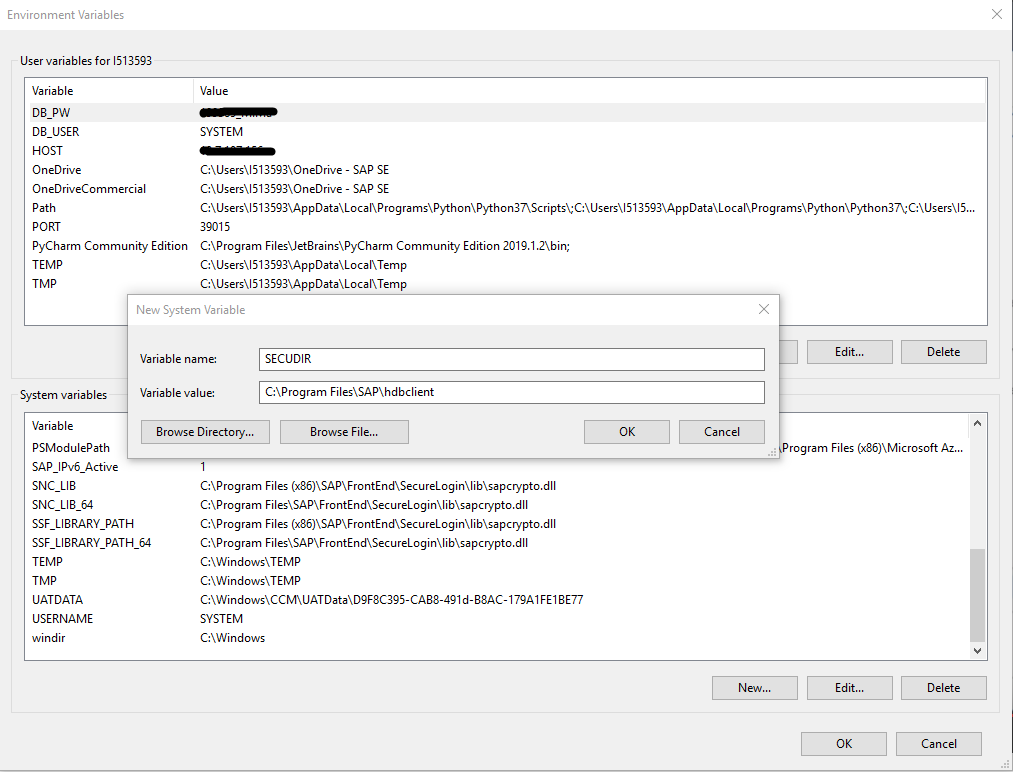 Environment Variables
User variables for I513593
Variable Value
DB_PW
DB_USER SYSTEM
HOST
OneDrive C:\Users\I513593\OneDrive - SAP SE
OneDriveCommercial C:\Users\I513593\OneDrive - SAP SE
Path C:\Users\I513593\AppData\Local\Programs\Python\Python37\Scripts\;C:\Users\I513593\AppData\Local\Programs\Python\Python37\;C:\Users\I5...
PORT 39015
PyCharm Community Edition C:\Program Files\JetBrains\PyCharm Community Edition 2019.1.2\bin;
TEMP C:\Users\I513593\AppData\Local\Temp
TMP C:\Users\I513593\AppData\Local\Temp
New System Variable
Variable name: SECUDIR
Variable value: C:\Program Files\SAP\hdbclient
Browse Directory... Browse File... OK Cancel
Edit... Delete
System variables
Variable
PSModulePath \Program Files (x86)\Microsoft Az...
SAP_IPv6_Active 1
SNC_LIB C:\Program Files (x86)\SAP\FrontEnd\SecureLogin\lib\sapcrypto.dll
SNC_LIB_64 C:\Program Files\SAP\FrontEnd\SecureLogin\lib\sapcrypto.dll
SSF_LIBRARY_PATH C:\Program Files (x86)\SAP\FrontEnd\SecureLogin\lib\sapcrypto.dll
SSF_LIBRARY_PATH_64 C:\Program Files\SAP\FrontEnd\SecureLogin\lib\sapcrypto.dll
TEMP C:\Windows\TEMP
TMP C:\Windows\TEMP
UATDATA C:\Windows\CCM\UATData\D9F8C395-CAB8-491d-B8AC-179A1FE1BE77
USERNAME SYSTEM
windir C:\Windows
New... Edit... Delete
OK Cancel